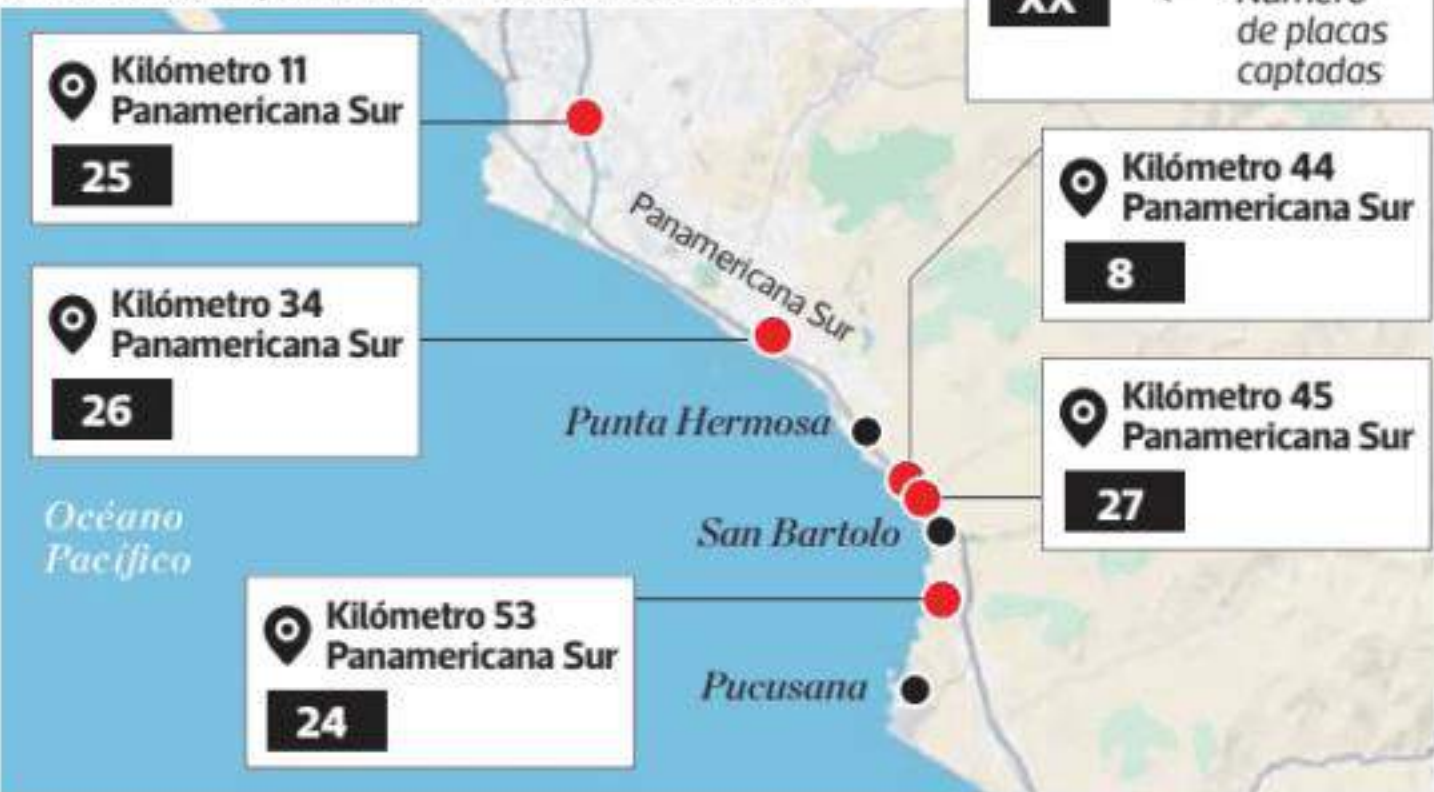 XX
Número
de placas
captadas
Kilómetro 11
Panamericana Sur
25
Kilómetro 44
Panamericana Sur
8
Panamericana Sur
Kilómetro 34
Panamericana Sur
26
Kilómetro 45
Panamericana Sur
27
Punta Hermosa
San Bartolo
Océano
Pacífico
Kilómetro 53
Panamericana Sur
24
Pucusana